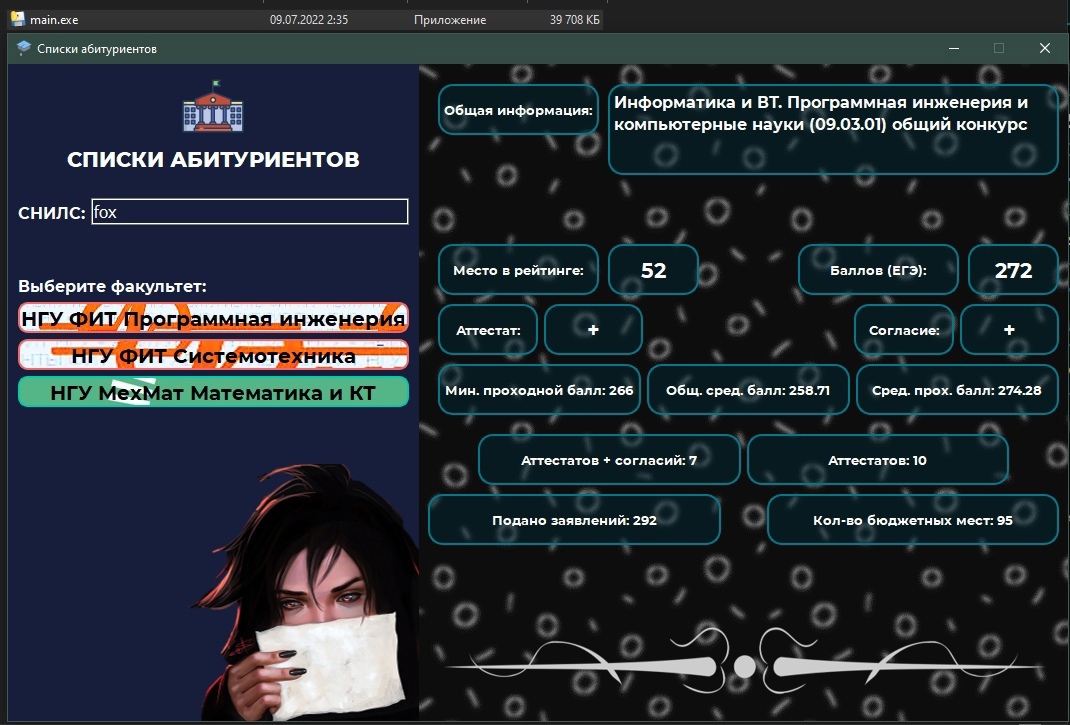 main.exe 09.07.2022 2:35 Приложение 39 708 КБ
Списки абитуриентов
СПИСКИ АБИТУРИЕНТОВ
СНИЛС: fox
Выберите факультет:
НГУ ФИТ Программная инженерия
НГУ ФИТ Системотехника
НГУ МехМат Математика и КТ
Общая информация:
Информатика и ВТ. Программная инженерия и
компьютерные науки (09.03.01) общий конкурс
Место в рейтинге: 52 Баллов (ЕГЭ): 272
Аттестат: + Согласие: +
Мин. проходной балл: 266 Общ. сред. балл: 258.71 Сред. прох. балл: 274.28
Аттестатов + согласий: 7 Аттестатов: 10
Подано заявлений: 292 Кол-во бюджетных мест: 95